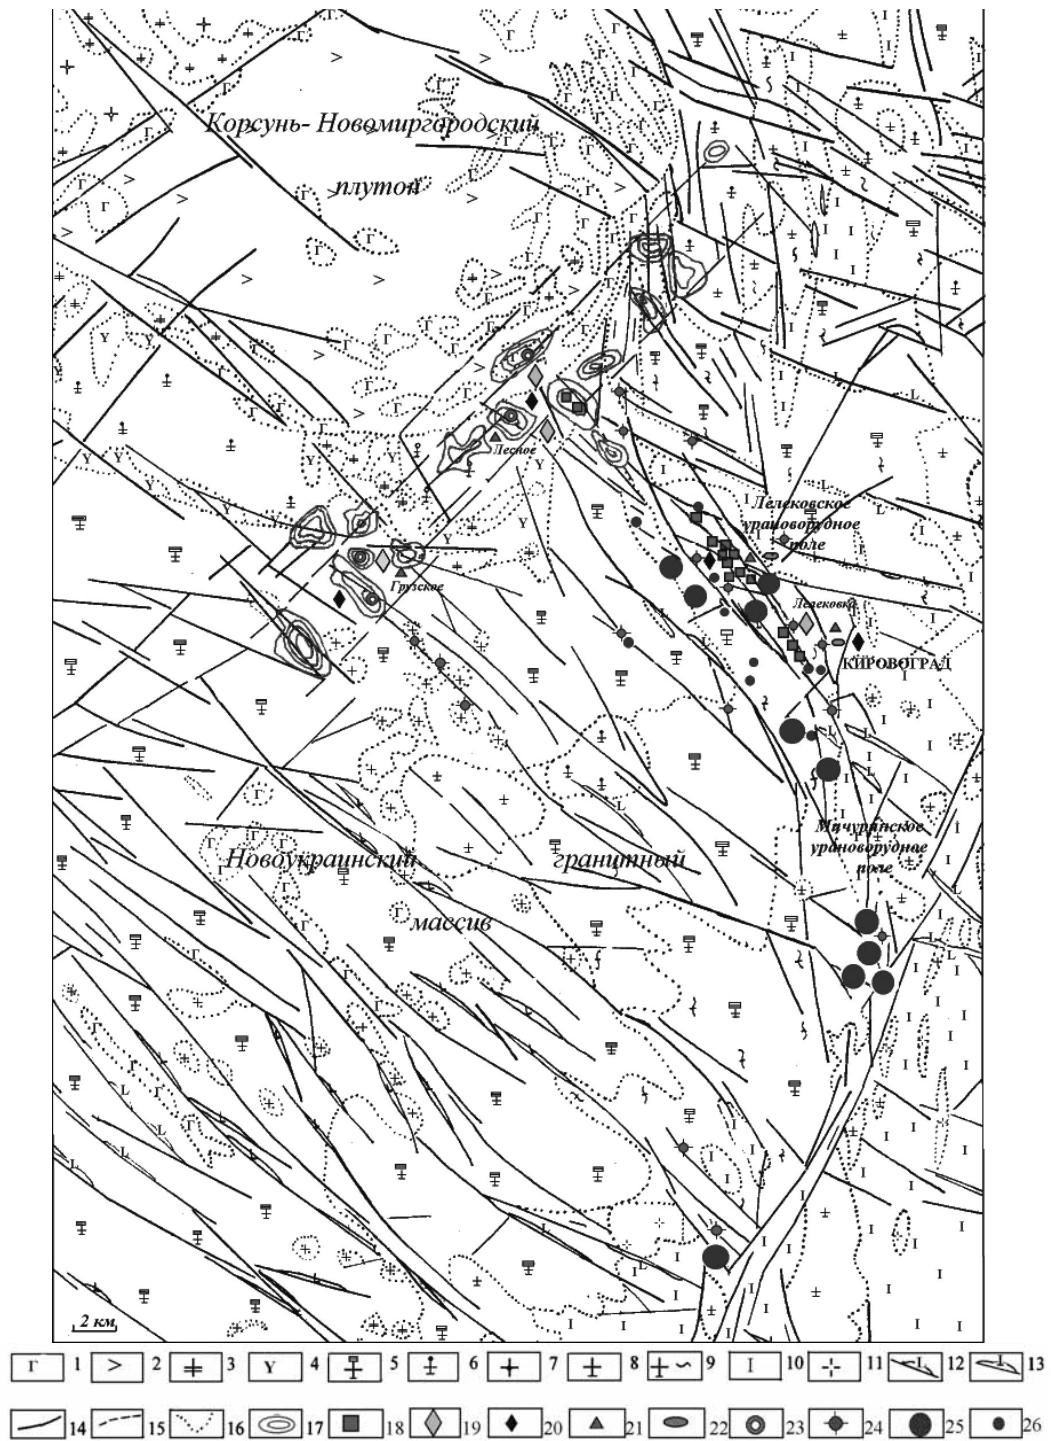 Корсунь- Новомиргородский
плутон
Лесное
Лелековское
урановорудное
поле
Грузское
Лелековка
КИРОВОГРАД
Мичуринское
урановорудное
поле
Новоукраинский гранитный
массив
2 км
Г 1 > 2 3 Y 4 5 6 7 8 9 I 10 11 L 12 L 13
14 15 16 17 18 19 20 21 22 23 24 25 26